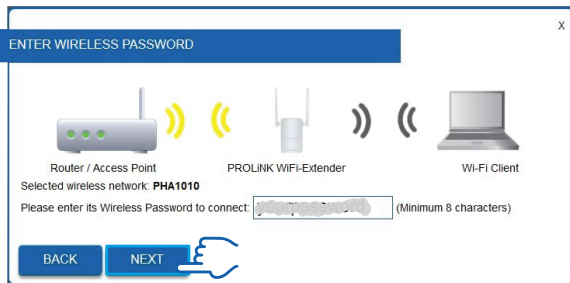 X
ENTER WIRELESS PASSWORD
Router / Access Point PROLiNK WiFi-Extender Wi-Fi Client
Selected wireless network: PHA1010
Please enter its Wireless Password to connect: yourpassword (Minimum 8 characters)
BACK NEXT